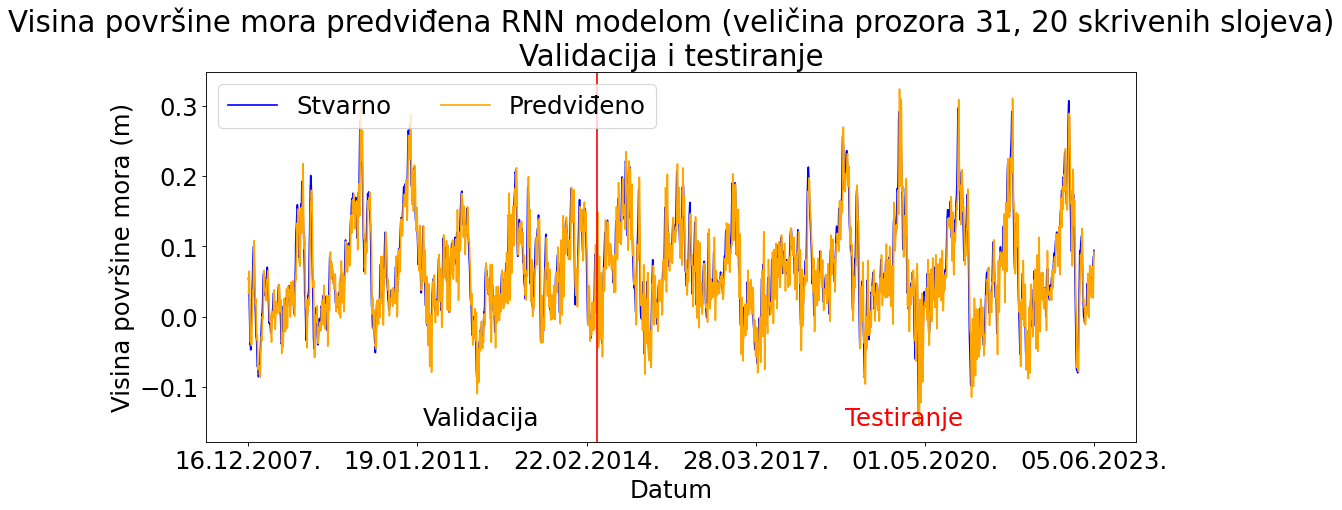 Visina površine mora predviđena RNN modelom (veličina prozora 31, 20 skrivenih slojeva)
Validacija i testiranje
Stvarno
Predviđeno
Visina površine mora (m)
0.3
0.2
0.1
0.0
−0.1
Validacija
Testiranje
16.12.2007.
19.01.2011.
22.02.2014.
28.03.2017.
01.05.2020.
05.06.2023.
Datum